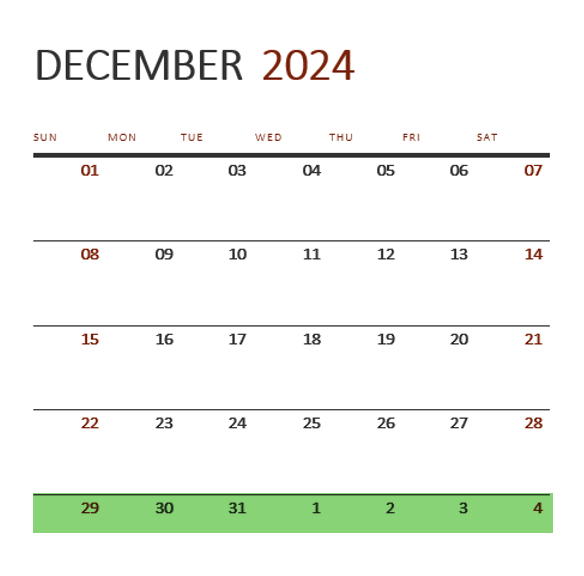 DECEMBER 2024
SUN MON TUE WED THU FRI SAT
01 02 03 04 05 06 07
08 09 10 11 12 13 14
15 16 17 18 19 20 21
22 23 24 25 26 27 28
29 30 31 1 2 3 4